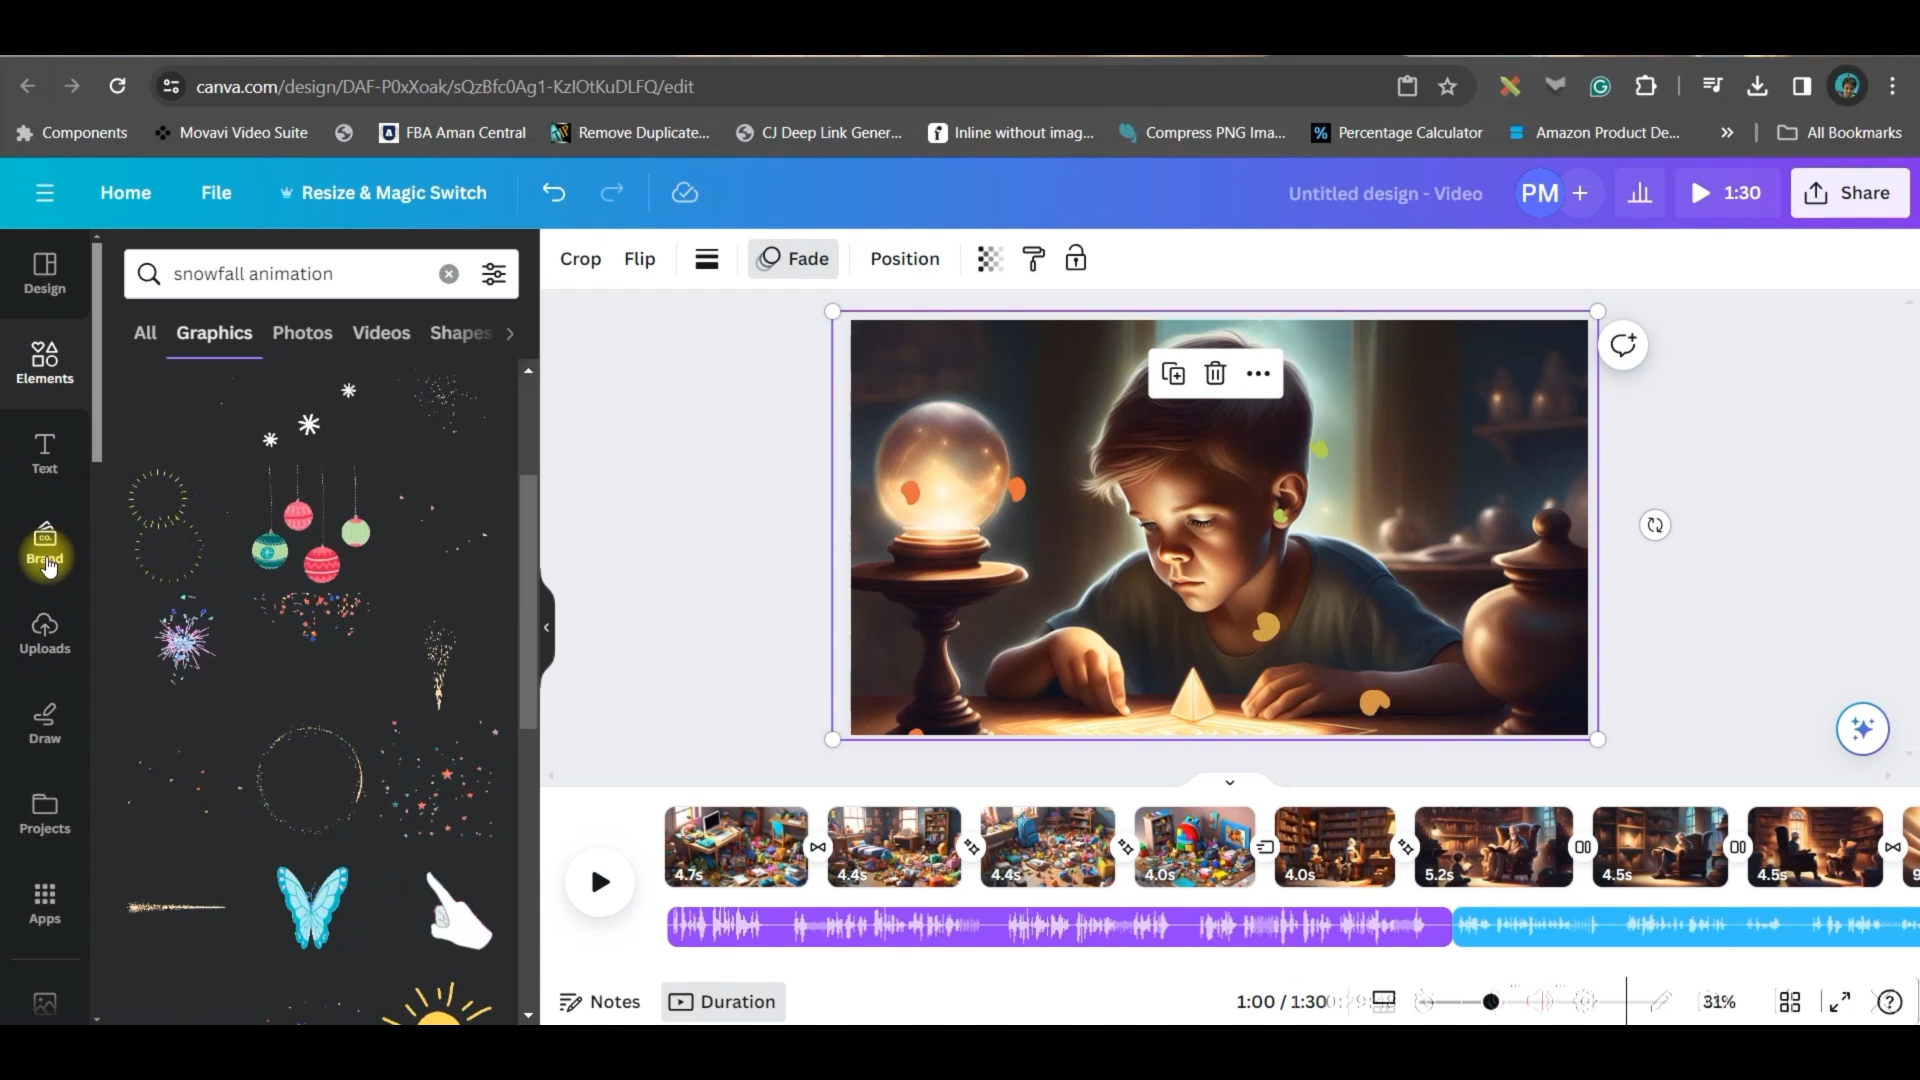 canva.com/design/DAF-P0xXoak/sQzBfc0Ag1-KzIOtKuDLFQ/edit
Components
Movavi Video Suite
FBA Aman Central
Remove Duplicate...
CJ Deep Link Gener...
Inline without imag...
Compress PNG Ima...
Percentage Calculator
Amazon Product De...
All Bookmarks
Home
File
Resize & Magic Switch
Untitled design - Video
PM
1:30
Share
Design
Elements
Text
CO.
Brand
Uploads
Draw
Projects
Apps
snowfall animation
All
Graphics
Photos
Videos
Shapes
Crop
Flip
Fade
Position
4.7s
4.4s
4.4s
4.0s
4.0s
5.2s
4.5s
4.5s
Notes
Duration
1:00 / 1:30
31%